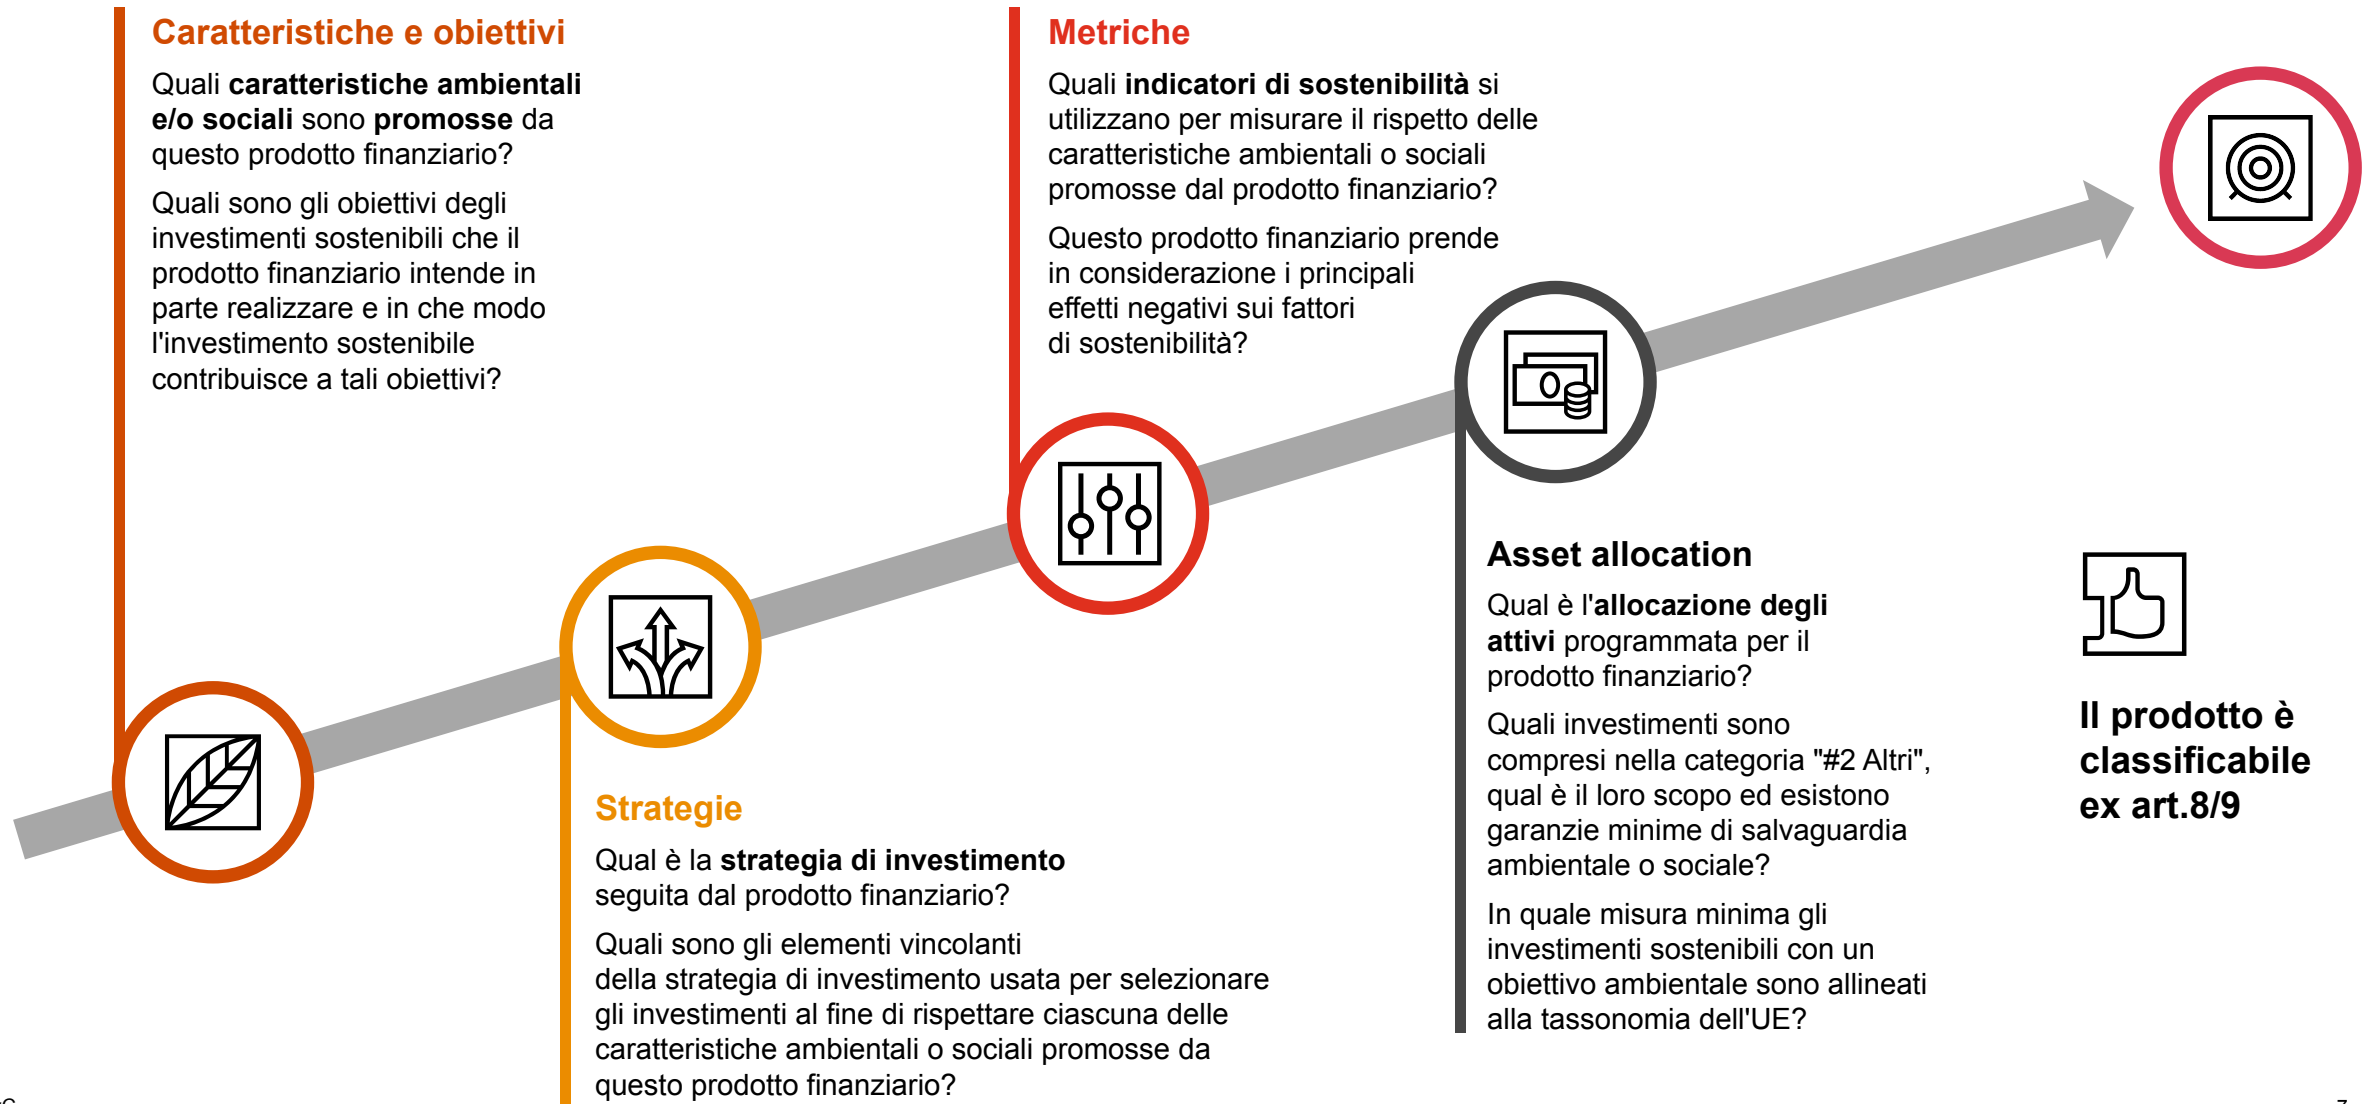 Caratteristiche e obiettivi
Quali caratteristiche ambientali
e/o sociali sono promosse da
questo prodotto finanziario?
Quali sono gli obiettivi degli
investimenti sostenibili che il
prodotto finanziario intende in
parte realizzare e in che modo
l'investimento sostenibile
contribuisce a tali obiettivi?
Strategie
Qual è la strategia di investimento
seguita dal prodotto finanziario?
Quali sono gli elementi vincolanti
della strategia di investimento usata per selezionare
gli investimenti al fine di rispettare ciascuna delle
caratteristiche ambientali o sociali promosse da
questo prodotto finanziario?
Metriche
Quali indicatori di sostenibilità si
utilizzano per misurare il rispetto delle
caratteristiche ambientali o sociali
promosse dal prodotto finanziario?
Questo prodotto finanziario prende
in considerazione i principali
effetti negativi sui fattori
di sostenibilità?
Asset allocation
Qual è l'allocazione degli
attivi programmata per il
prodotto finanziario?
Quali investimenti sono
compresi nella categoria "#2 Altri",
qual è il loro scopo ed esistono
garanzie minime di salvaguardia
ambientale o sociale?
In quale misura minima gli
investimenti sostenibili con un
obiettivo ambientale sono allineati
alla tassonomia dell'UE?
Il prodotto è
classificabile
ex art.8/9